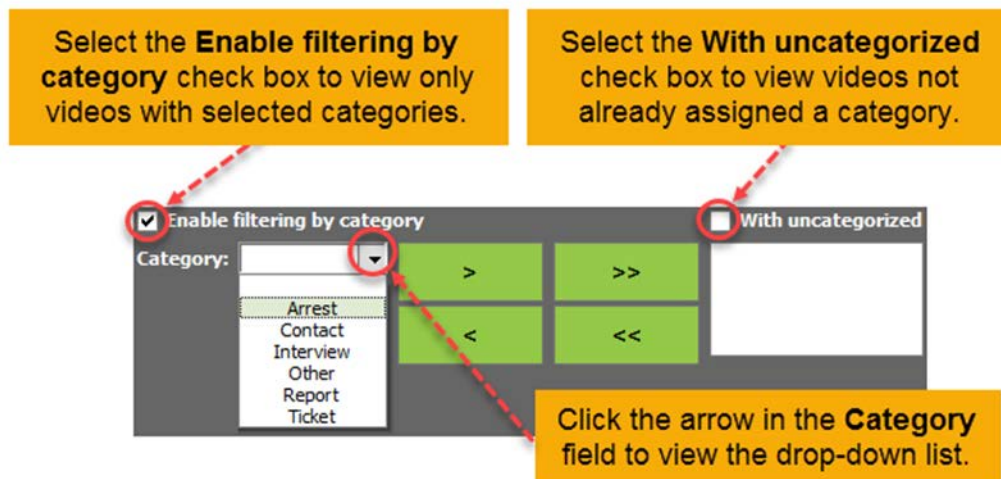 Select the Enable filtering by
category check box to view only
videos with selected categories.
Select the With uncategorized
check box to view videos not
already assigned a category.
Enable filtering by category
With uncategorized
Category:
>
>>
Arrest
Contact
Interview
Other
Report
Ticket
<
<<
Click the arrow in the Category
field to view the drop-down list.